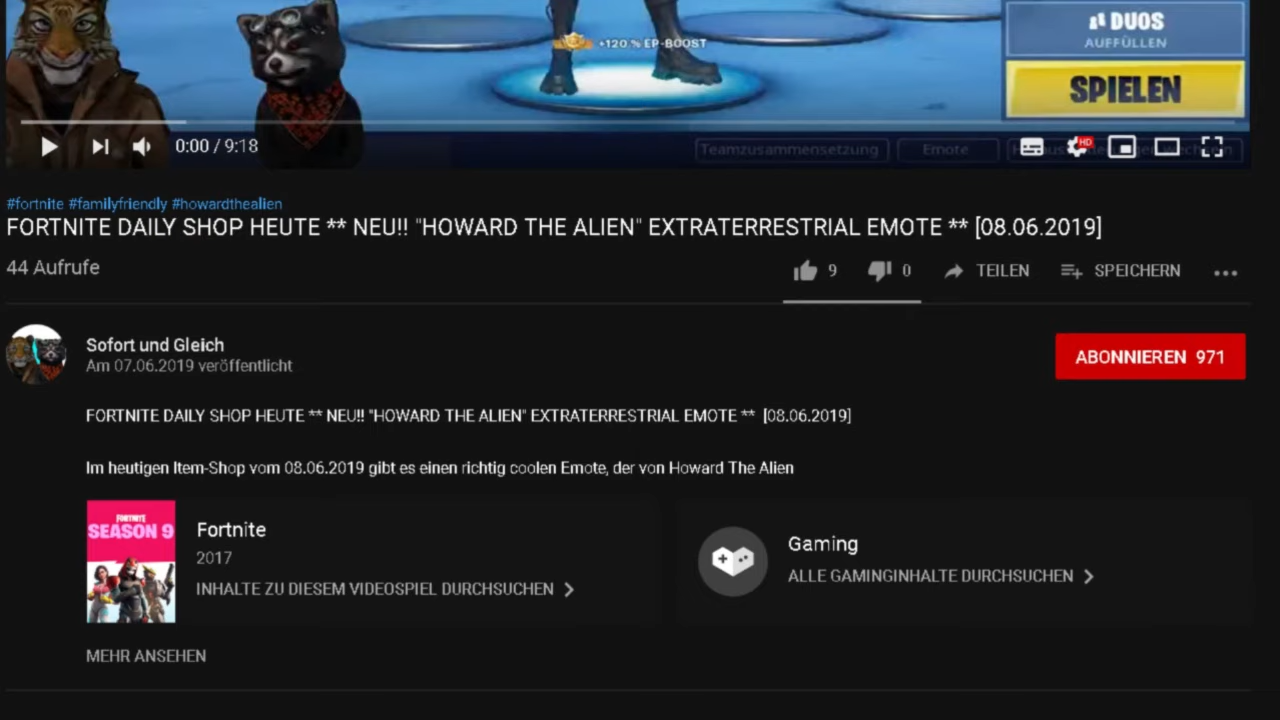 DUOS
AUFFÜLLEN
+120 % EP-BOOST
SPIELEN
0:00 / 9:18
Teamzusammensetzung
Emote
HD
#fortnite #familyfriendly #howardthealien
FORTNITE DAILY SHOP HEUTE ** NEU!! "HOWARD THE ALIEN" EXTRATERRESTRIAL EMOTE ** [08.06.2019]
44 Aufrufe
9
0
TEILEN
SPEICHERN
Sofort und Gleich
Am 07.06.2019 veröffentlicht
ABONNIEREN 971
FORTNITE DAILY SHOP HEUTE ** NEU!! "HOWARD THE ALIEN" EXTRATERRESTRIAL EMOTE ** [08.06.2019]
Im heutigen Item-Shop vom 08.06.2019 gibt es einen richtig coolen Emote, der von Howard The Alien
FORTNITE
SEASON 9
Fortnite
2017
INHALTE ZU DIESEM VIDEOSPIEL DURCHSUCHEN
Gaming
ALLE GAMINGINHALTE DURCHSUCHEN
MEHR ANSEHEN